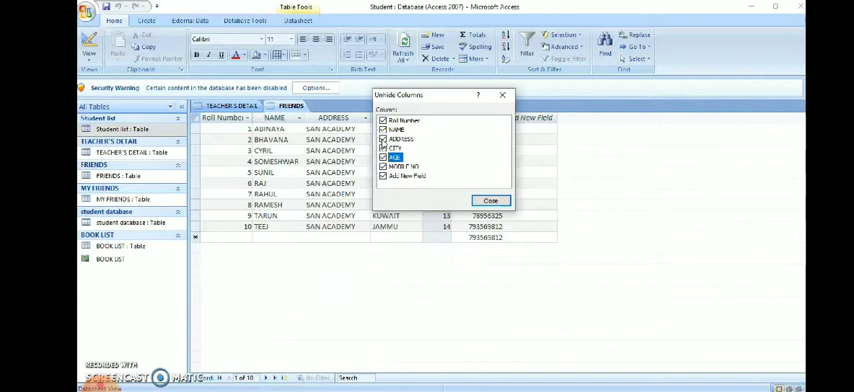 Table Tools
Student : Database (Access 2007) - Microsoft Access
Home Create External Data Database Tools Datasheet
View
Views
Cut
Copy
Paste
Format Painter
Clipboard
Calibri 11
B I U A
Font
Rich Text
Refresh All
New Σ Totals
Save Spelling
Delete More
Records
Filter
Selection
Advanced
Toggle Filter
Sort & Filter
Find
Replace
Go To
Select
Find
Security Warning Certain content in the database has been disabled Options...
All Tables
Student list
Student list : Table
TEACHER'S DETAIL
TEACHER'S DETAIL : Table
FRIENDS
FRIENDS : Table
MY FRIENDS
MY FRIENDS : Table
student database
student database : Table
BOOK LIST
BOOK LIST : Table
BOOK LIST
TEACHER'S DETAIL FRIENDS
Roll Number NAME ADDRESS New Field
1 ABINAYA SAN ACADEMY
2 BHAVANA SAN ACADEMY
3 CYRIL SAN ACADEMY
4 SOMESHWAR SAN ACADEMY
5 SUNIL SAN ACADEMY
6 RAJ SAN ACADEMY
7 RAHUL SAN ACADEMY
8 RAMESH SAN ACADEMY
9 TARUN SAN ACADEMY KUWAIT 13 78956325
10 TEEJ SAN ACADEMY JAMMU 14 793569812
793569812
Unhide Columns ?
Column:
Roll Number
NAME
ADDRESS
CITY
AGE
MOBILE NO
Add New Field
Close
RECORDED WITH
SCREENCAST MATIC
1 of 10 No Filter Search
Datasheet View